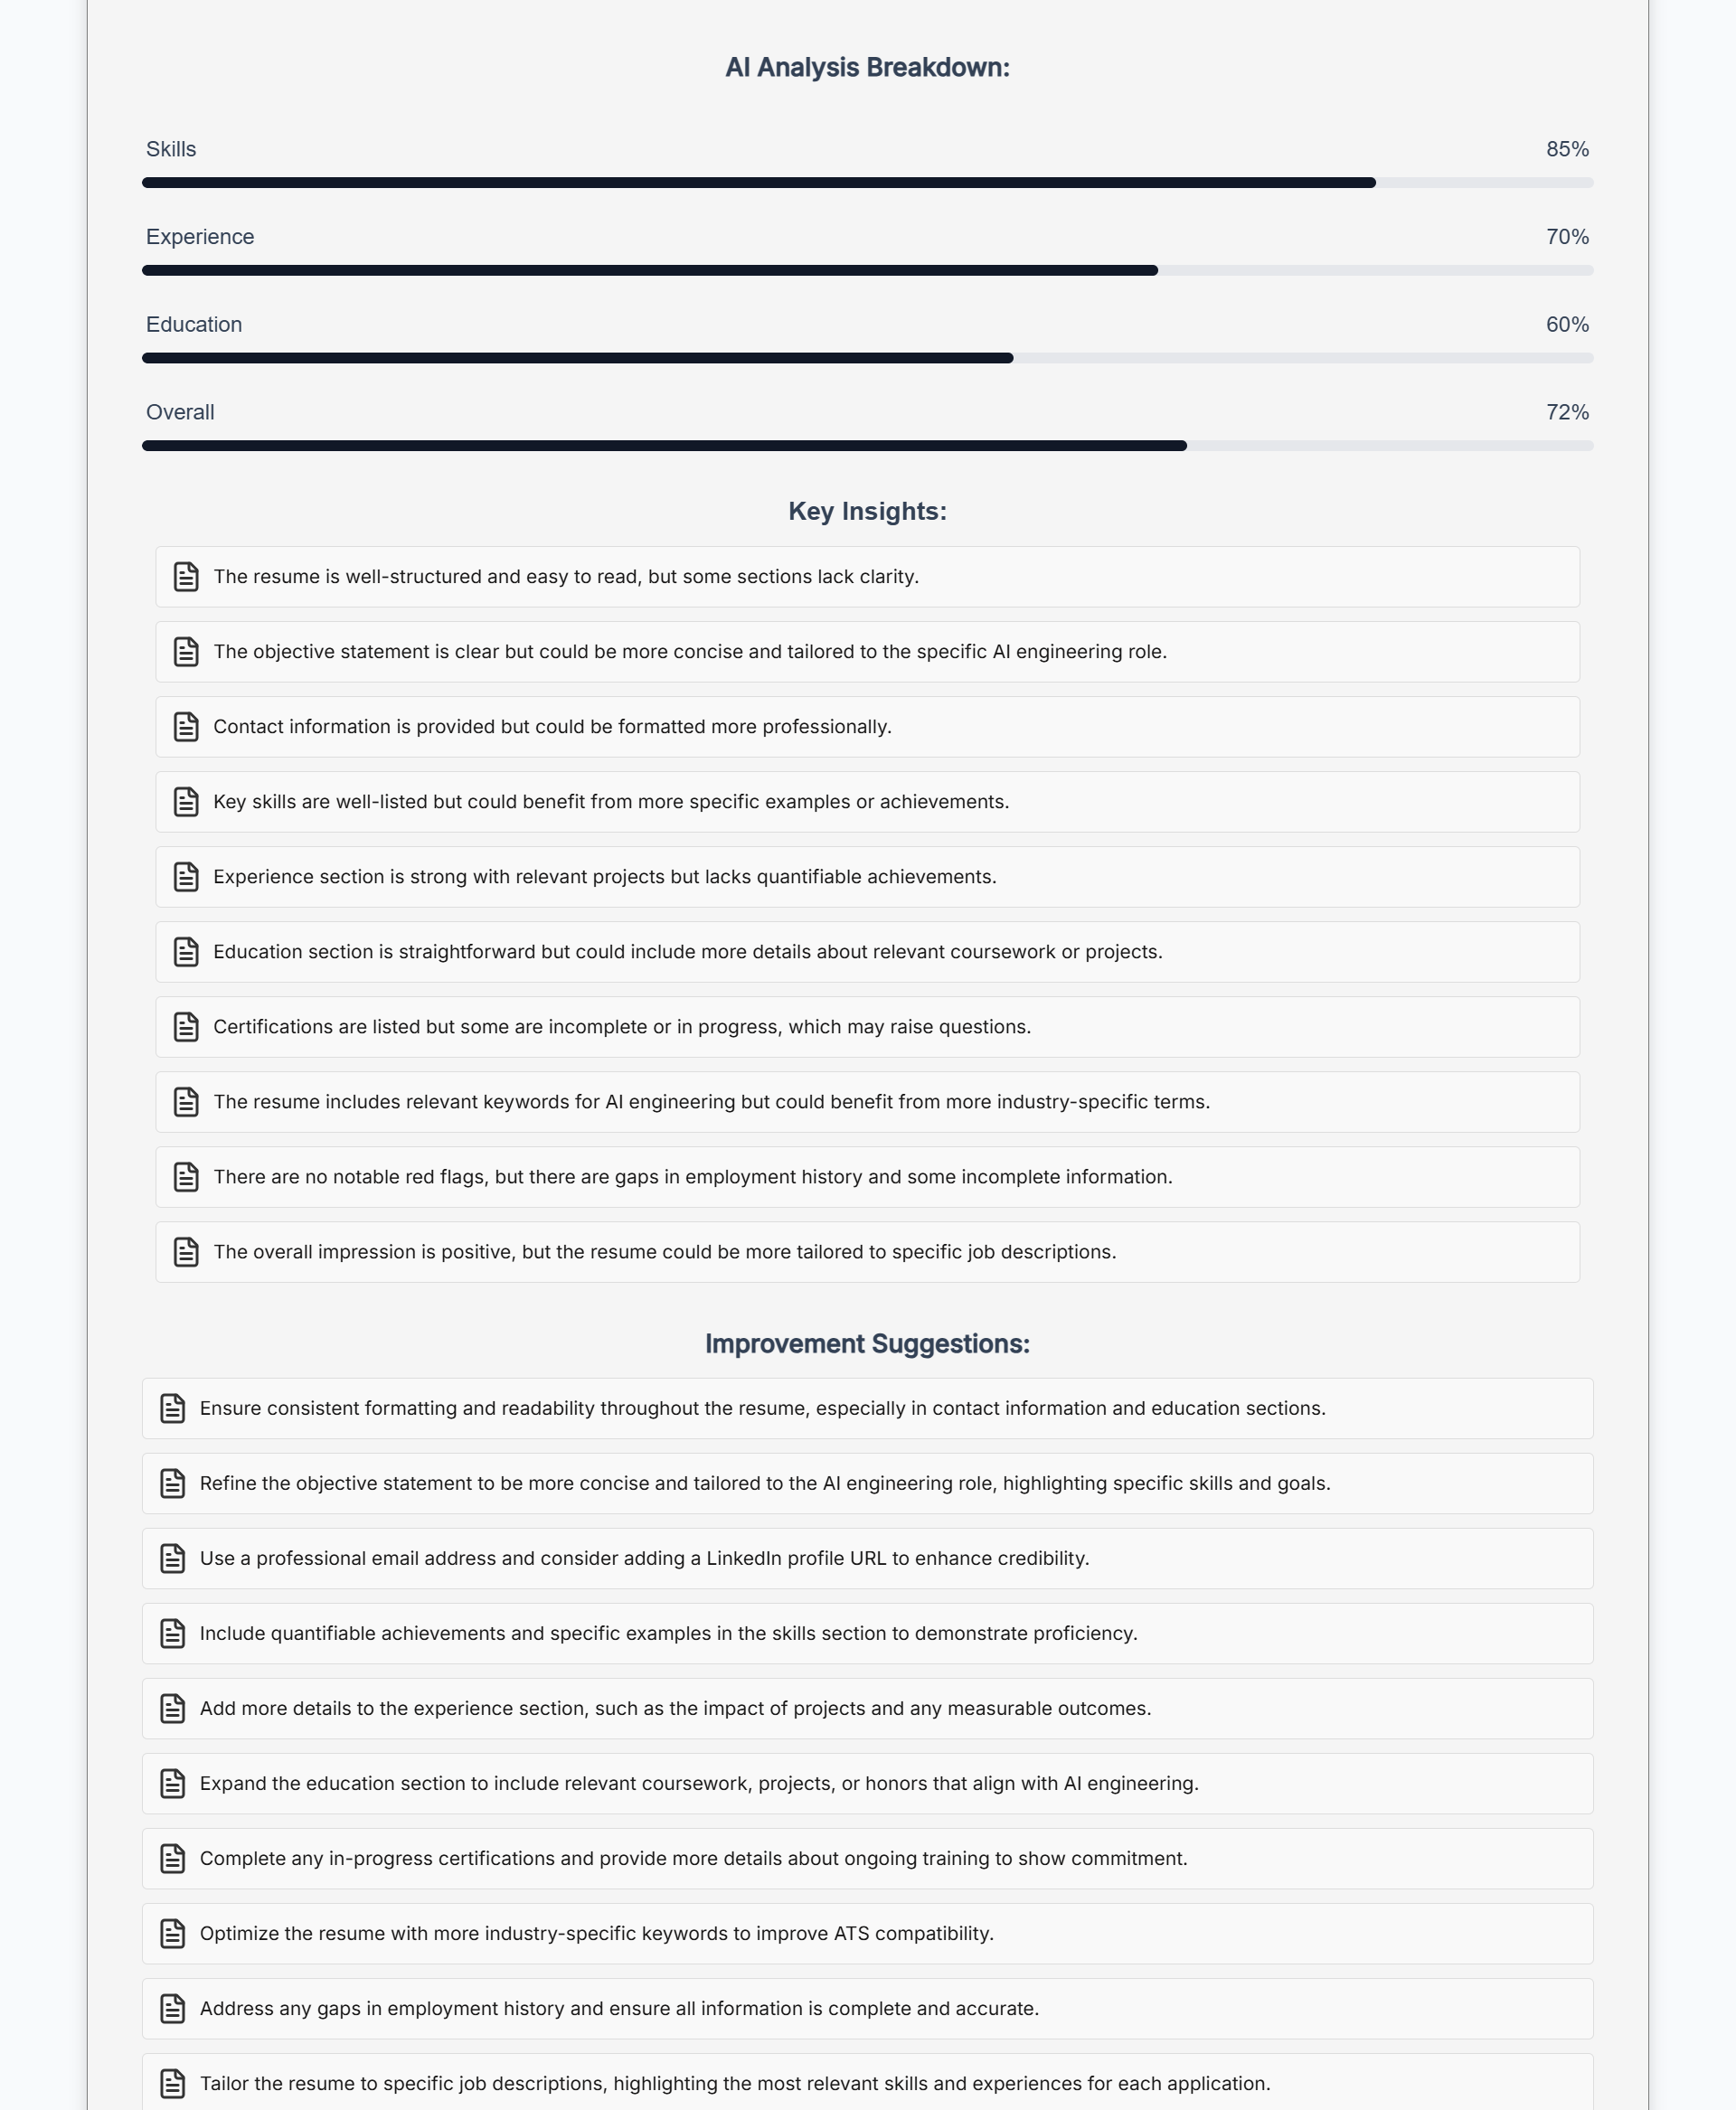 AI Analysis Breakdown:
Skills 85%
Experience 70%
Education 60%
Overall 72%
Key Insights:
The resume is well-structured and easy to read, but some sections lack clarity.
The objective statement is clear but could be more concise and tailored to the specific AI engineering role.
Contact information is provided but could be formatted more professionally.
Key skills are well-listed but could benefit from more specific examples or achievements.
Experience section is strong with relevant projects but lacks quantifiable achievements.
Education section is straightforward but could include more details about relevant coursework or projects.
Certifications are listed but some are incomplete or in progress, which may raise questions.
The resume includes relevant keywords for AI engineering but could benefit from more industry-specific terms.
There are no notable red flags, but there are gaps in employment history and some incomplete information.
The overall impression is positive, but the resume could be more tailored to specific job descriptions.
Improvement Suggestions:
Ensure consistent formatting and readability throughout the resume, especially in contact information and education sections.
Refine the objective statement to be more concise and tailored to the AI engineering role, highlighting specific skills and goals.
Use a professional email address and consider adding a LinkedIn profile URL to enhance credibility.
Include quantifiable achievements and specific examples in the skills section to demonstrate proficiency.
Add more details to the experience section, such as the impact of projects and any measurable outcomes.
Expand the education section to include relevant coursework, projects, or honors that align with AI engineering.
Complete any in-progress certifications and provide more details about ongoing training to show commitment.
Optimize the resume with more industry-specific keywords to improve ATS compatibility.
Address any gaps in employment history and ensure all information is complete and accurate.
Tailor the resume to specific job descriptions, highlighting the most relevant skills and experiences for each application.